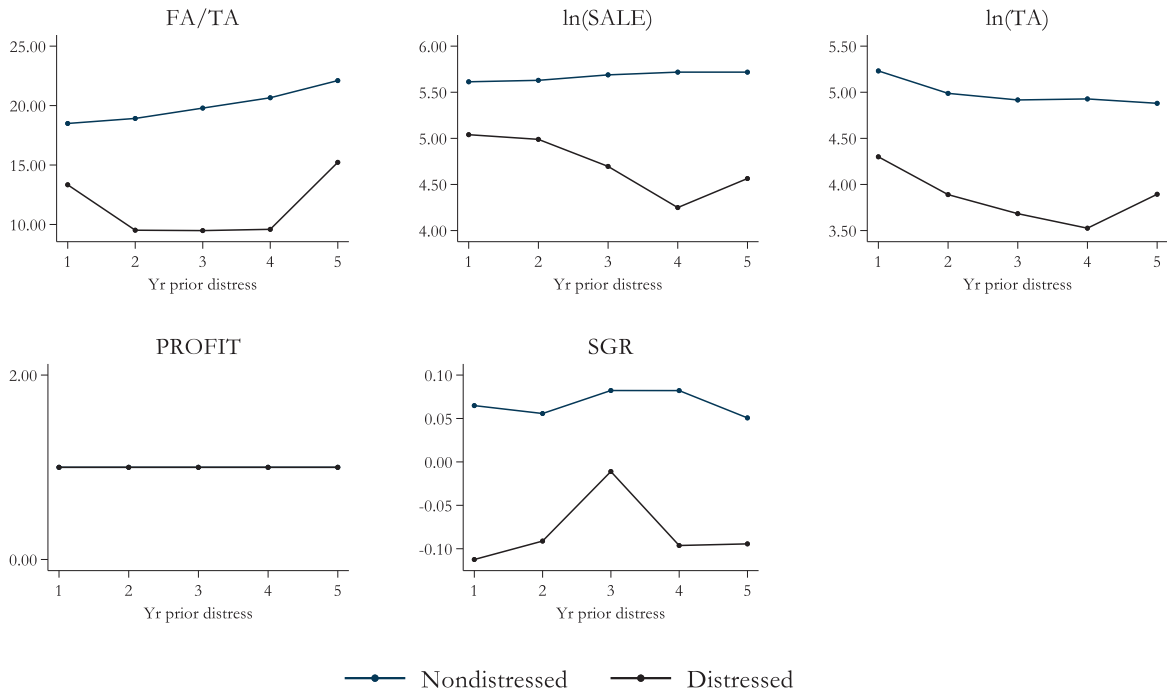 FA/TA
25.00
20.00
15.00
10.00
1 2 3 4 5
Yr prior distress
ln(SALE)
6.00
5.50
5.00
4.50
4.00
1 2 3 4 5
Yr prior distress
ln(TA)
5.50
5.00
4.50
4.00
3.50
1 2 3 4 5
Yr prior distress
PROFIT
2.00
0.00
1 2 3 4 5
Yr prior distress
SGR
0.10
0.05
0.00
-0.05
-0.10
1 2 3 4 5
Yr prior distress
Nondistressed Distressed